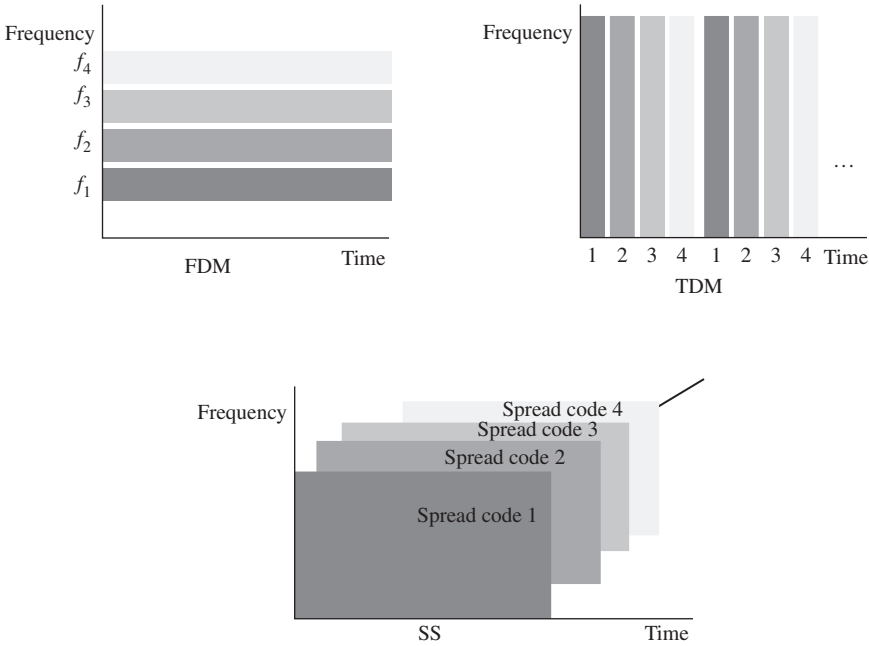 Frequency
f4
f3
f2
f1
Time
FDM
Frequency
...
1 2 3 4 1 2 3 4 Time
TDM
Frequency
Spread code 4
Spread code 3
Spread code 2
Spread code 1
SS
Time